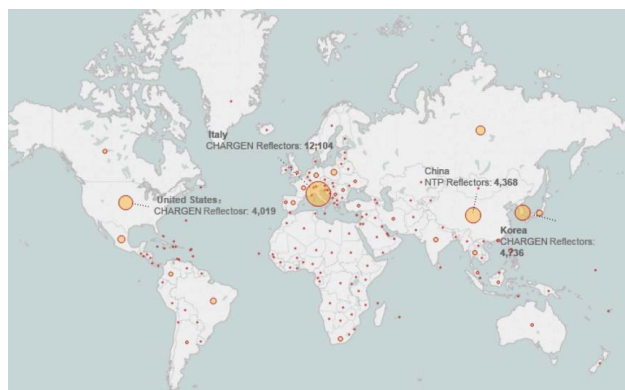 Italy
CHARGEN Reflectors: 12,104
China
NTP Reflectors: 4,368
United States:
CHARGEN Reflectosr: 4,019
Korea
CHARGEN Reflectors:
4,736